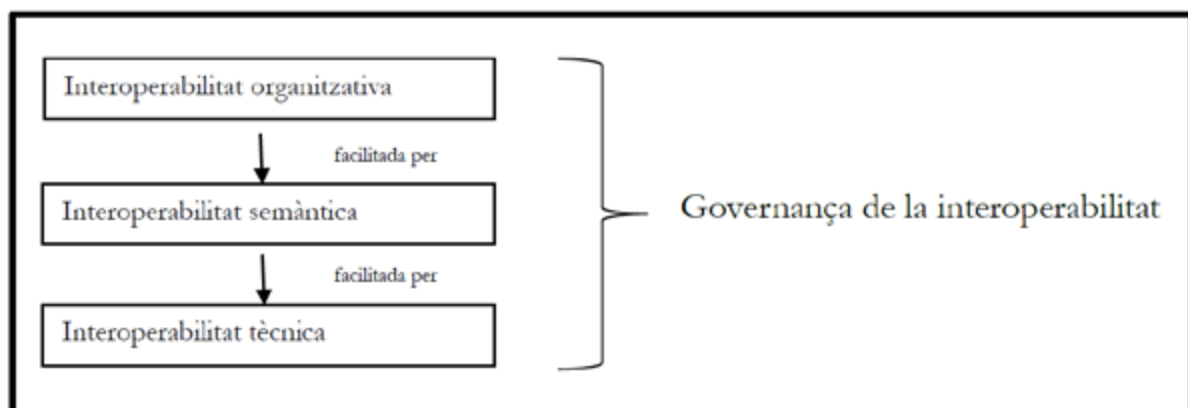 Interoperabilitat organitzativa
facilitada per
Interoperabilitat semàntica
Governança de la interoperabilitat
facilitada per
Interoperabilitat tècnica